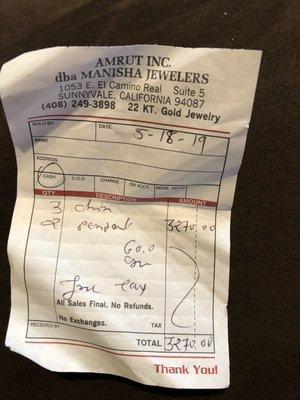 AMRUT INC.
dba MANISHA JEWELERS
1053 E. El Camino Real Suite 5
SUNNYVALE, CALIFORNIA 94087
(408) 249-3898 22 KT. Gold Jewelry
SOLD BY DATE 5-18-19
NAME
ADDRESS
CASH C.O.D. CHARGE ON ACCT. MDSE. RETD.
QTY. DESCRIPTION AMOUNT
3 chain
2 pendant 3270.00
All Sales Final. No Refunds.
No Exchanges. TAX
RECEIVED BY
TOTAL 3270.00
Thank You!